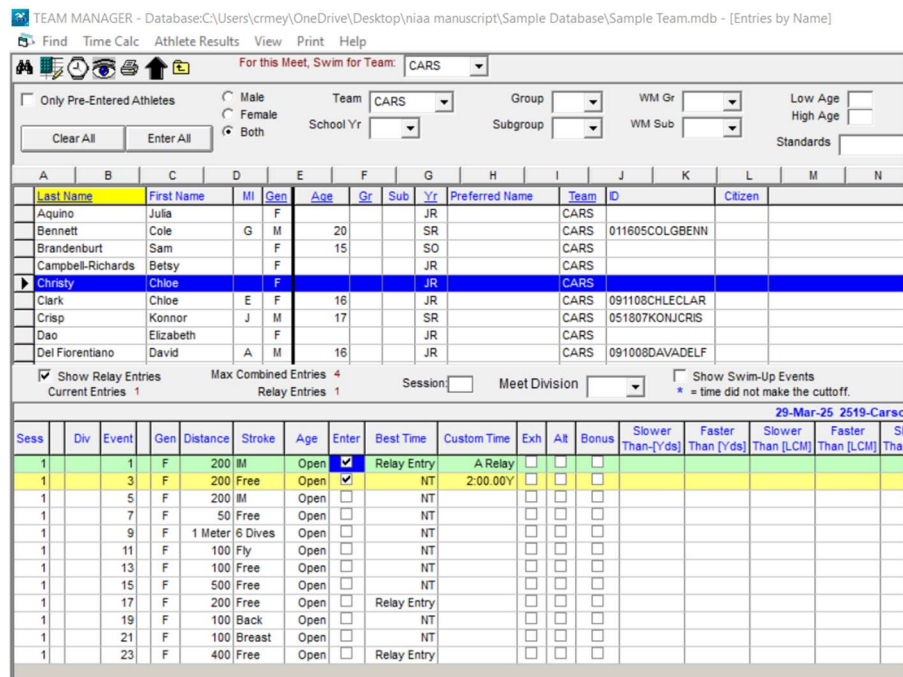 TEAM MANAGER - Database:C:\Users\crmey\OneDrive\Desktop\niaa manuscript\Sample Database\Sample Team.mdb - [Entries by Name]
Find Time Calc Athlete Results View Print Help
For this Meet, Swim for Team: CARS
Only Pre-Entered Athletes Male Team CARS Group WM Gr Low Age
Female High Age
School Yr Subgroup WM Sub
Clear All Enter All Both Standards
A B C D E F G H I J K L M N
Last Name First Name MI Gen Age Gr Sub Yr Preferred Name Team ID Citizen
Aquino Julia F JR CARS
Bennett Cole G M 20 SR CARS 011605COLGBENN
Brandenburt Sam F 15 SO CARS
Campbell-Richards Betsy F JR CARS
Christy Chloe F JR CARS
Clark Chloe E F 16 JR CARS 091108CHLECLAR
Crisp Konnor J M 17 SR CARS 051807KONJCRIS
Dao Elizabeth F JR CARS
Del Fiorentiano David A M 16 JR CARS 091008DAVADELF
Show Relay Entries Max Combined Entries 4 Session: Meet Division Show Swim-Up Events
Current Entries 1 Relay Entries 1 * = time did not make the cuttoff.
29-Mar-25 2519-Carso
Sess Div Event Gen Distance Stroke Age Enter Best Time Custom Time Exh Alt Bonus Slower Than-[Yds] Faster Than [Yds] Slower Than [LCM] Faster Than [LCM] Sl Tha
1 1 F 200 IM Open Relay Entry A Relay
1 3 F 200 Free Open NT 2:00.00Y
1 5 F 200 IM Open NT
1 7 F 50 Free Open NT
1 9 F 1 Meter 6 Dives Open NT
1 11 F 100 Fly Open NT
1 13 F 100 Free Open NT
1 15 F 500 Free Open NT
1 17 F 200 Free Open Relay Entry
1 19 F 100 Back Open NT
1 21 F 100 Breast Open NT
1 23 F 400 Free Open Relay Entry